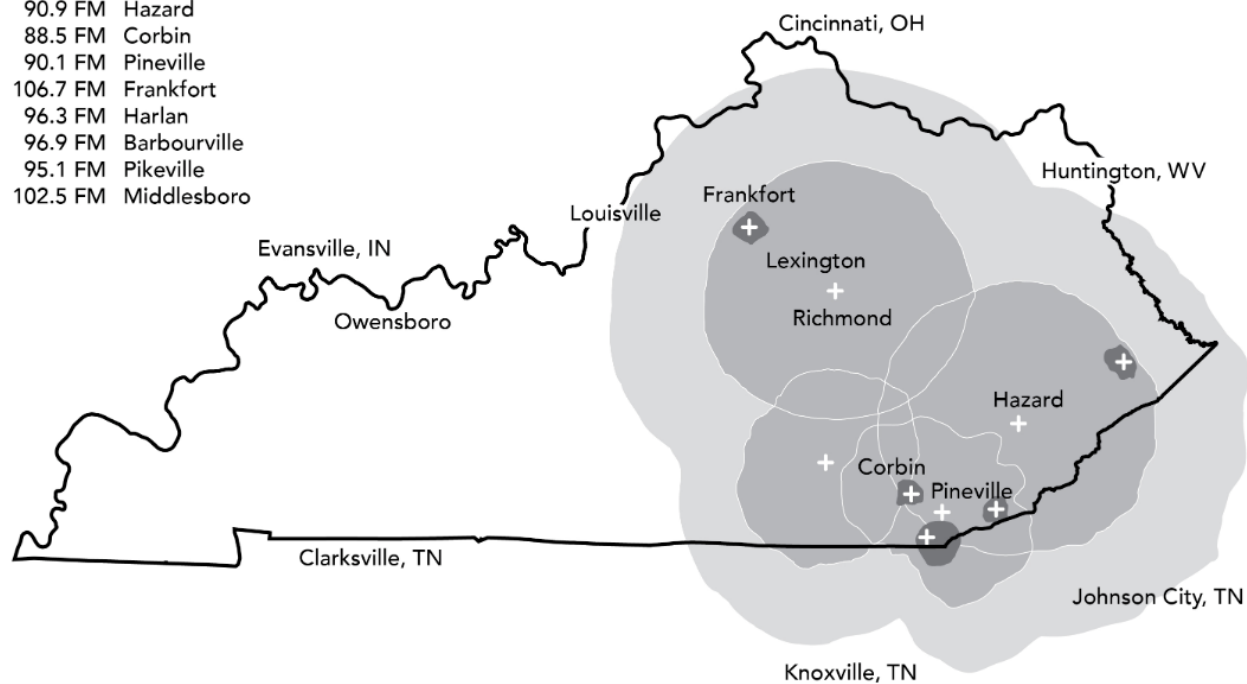 90.9 FM Hazard
88.5 FM Corbin
90.1 FM Pineville
106.7 FM Frankfort
96.3 FM Harlan
96.9 FM Barbourville
95.1 FM Pikeville
102.5 FM Middlesboro
Cincinnati, OH
Huntington, WV
Frankfort
Louisville
Evansville, IN
Lexington
Owensboro
Richmond
Hazard
Corbin
Pineville
Clarksville, TN
Johnson City, TN
Knoxville, TN